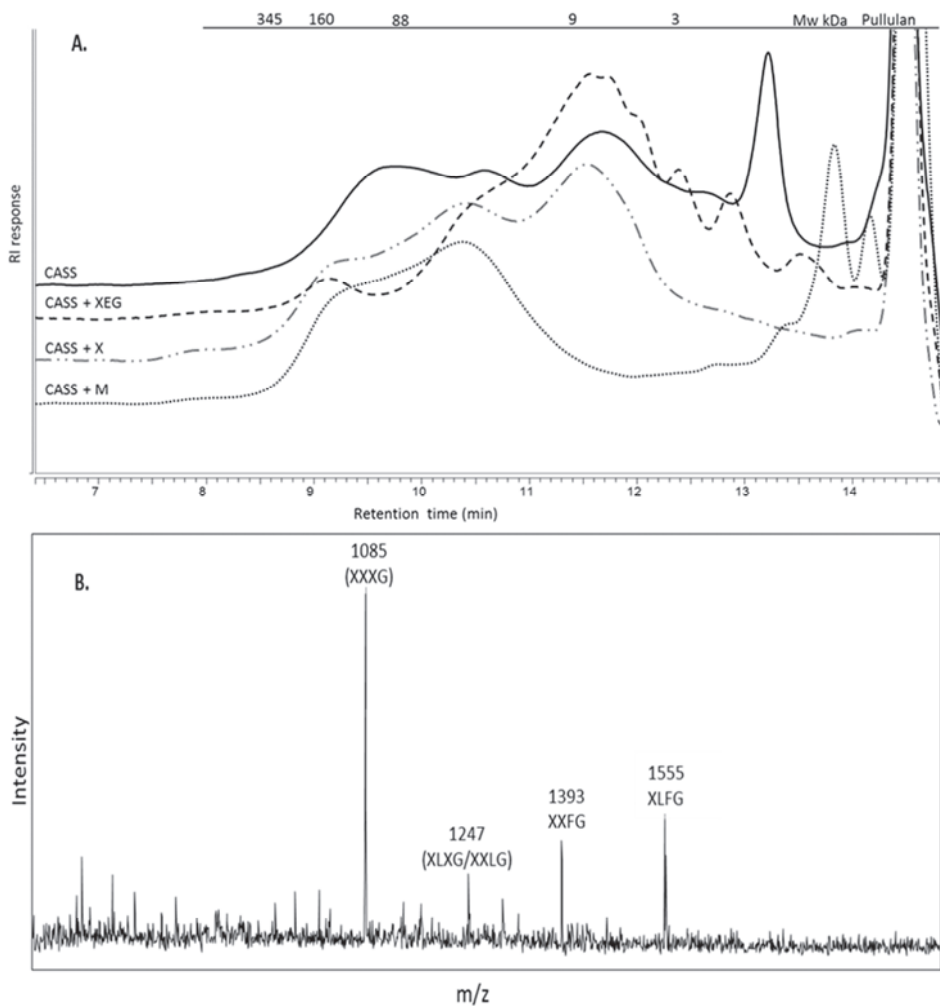 345 160 88 9 3 Mw kDa Pullulan
A.
RI response
CASS
CASS + XEG
CASS + X
CASS + M
7 8 9 10 11 12 13 14
Retention time (min)
B.
1085
(XXXG)
1247
(XLXG/XXLG)
1393
XXFG
1555
XLFG
Intensity
m/z